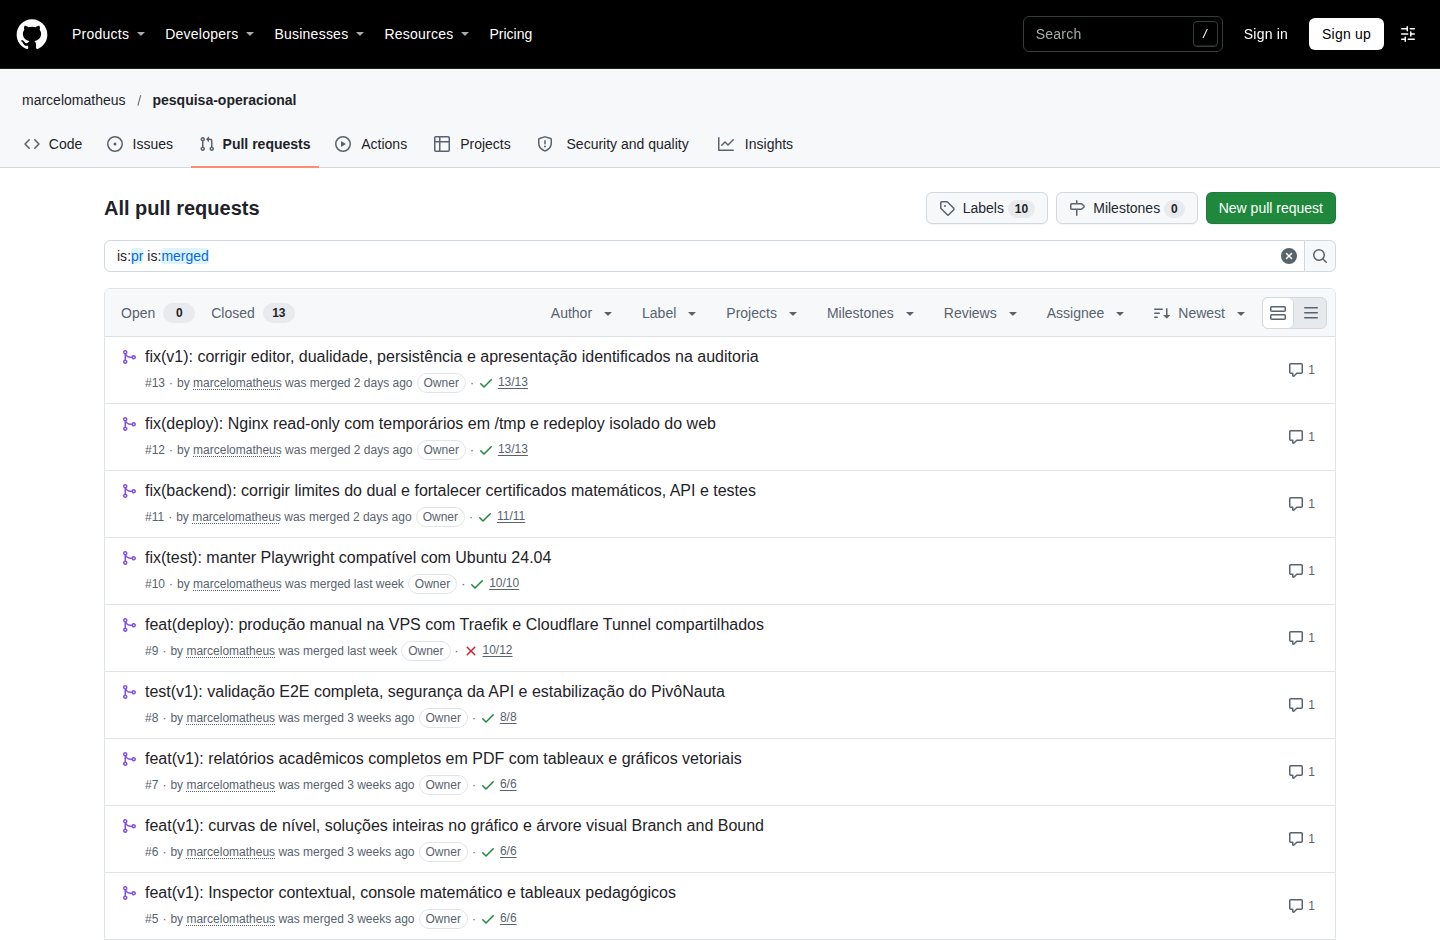 Products Developers Businesses Resources Pricing Search / Sign in Sign up
marcelomatheus / pesquisa-operacional
Code Issues Pull requests Actions Projects Security and quality Insights
All pull requests Labels 10 Milestones 0 New pull request
is:pr is:merged
Open 0 Closed 13 Author Label Projects Milestones Reviews Assignee Newest
fix(v1): corrigir editor, dualidade, persistência e apresentação identificados na auditoria
#13 · by marcelomatheus was merged 2 days ago Owner · 13/13 1
fix(deploy): Nginx read-only com temporários em /tmp e redeploy isolado do web
#12 · by marcelomatheus was merged 2 days ago Owner · 13/13 1
fix(backend): corrigir limites do dual e fortalecer certificados matemáticos, API e testes
#11 · by marcelomatheus was merged 2 days ago Owner · 11/11 1
fix(test): manter Playwright compatível com Ubuntu 24.04
#10 · by marcelomatheus was merged last week Owner · 10/10 1
feat(deploy): produção manual na VPS com Traefik e Cloudflare Tunnel compartilhados
#9 · by marcelomatheus was merged last week Owner · 10/12 1
test(v1): validação E2E completa, segurança da API e estabilização do PivôNauta
#8 · by marcelomatheus was merged 3 weeks ago Owner · 8/8 1
feat(v1): relatórios acadêmicos completos em PDF com tableaux e gráficos vetoriais
#7 · by marcelomatheus was merged 3 weeks ago Owner · 6/6 1
feat(v1): curvas de nível, soluções inteiras no gráfico e árvore visual Branch and Bound
#6 · by marcelomatheus was merged 3 weeks ago Owner · 6/6 1
feat(v1): Inspector contextual, console matemático e tableaux pedagógicos
#5 · by marcelomatheus was merged 3 weeks ago Owner · 6/6 1